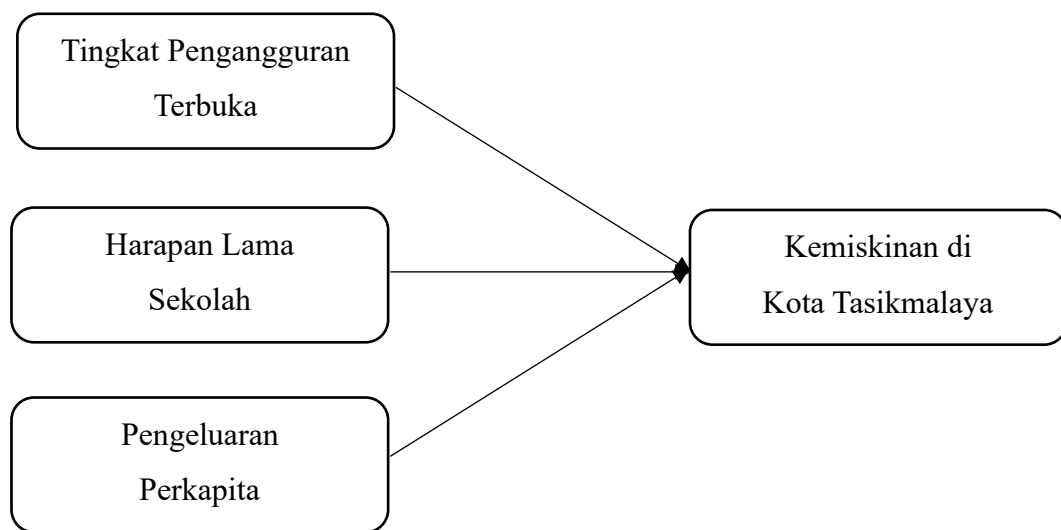 Tingkat Pengangguran
Terbuka
Harapan Lama
Sekolah
Kemiskinan di
Kota Tasikmalaya
Pengeluaran
Perkapita